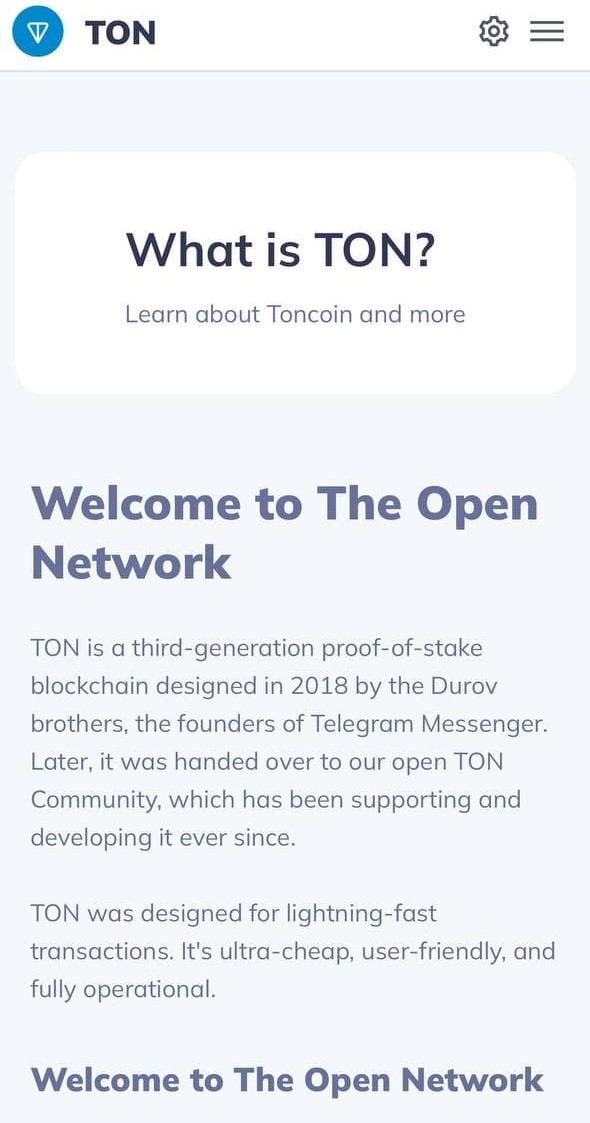 TON
What is TON?
Learn about Toncoin and more
Welcome to The Open
Network
TON is a third-generation proof-of-stake
blockchain designed in 2018 by the Durov
brothers, the founders of Telegram Messenger.
Later, it was handed over to our open TON
Community, which has been supporting and
developing it ever since.
TON was designed for lightning-fast
transactions. It's ultra-cheap, user-friendly, and
fully operational.
Welcome to The Open Network